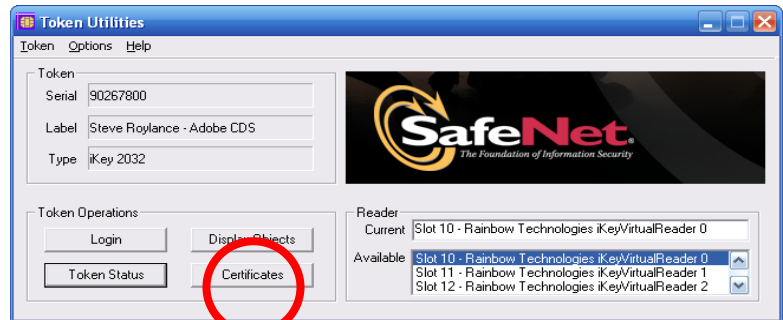 Token Utilities
Token Options Help
Token
Serial 90267800
Label Steve Roylance - Adobe CDS
Type iKey 2032
SafeNet.
The Foundation of Information Security
Token Operations
Login
Display Objects
Token Status
Certificates
Reader
Current Slot 10 - Rainbow Technologies iKeyVirtualReader 0
Available Slot 10 - Rainbow Technologies iKeyVirtualReader 0
Slot 11 - Rainbow Technologies iKeyVirtualReader 1
Slot 12 - Rainbow Technologies iKeyVirtualReader 2